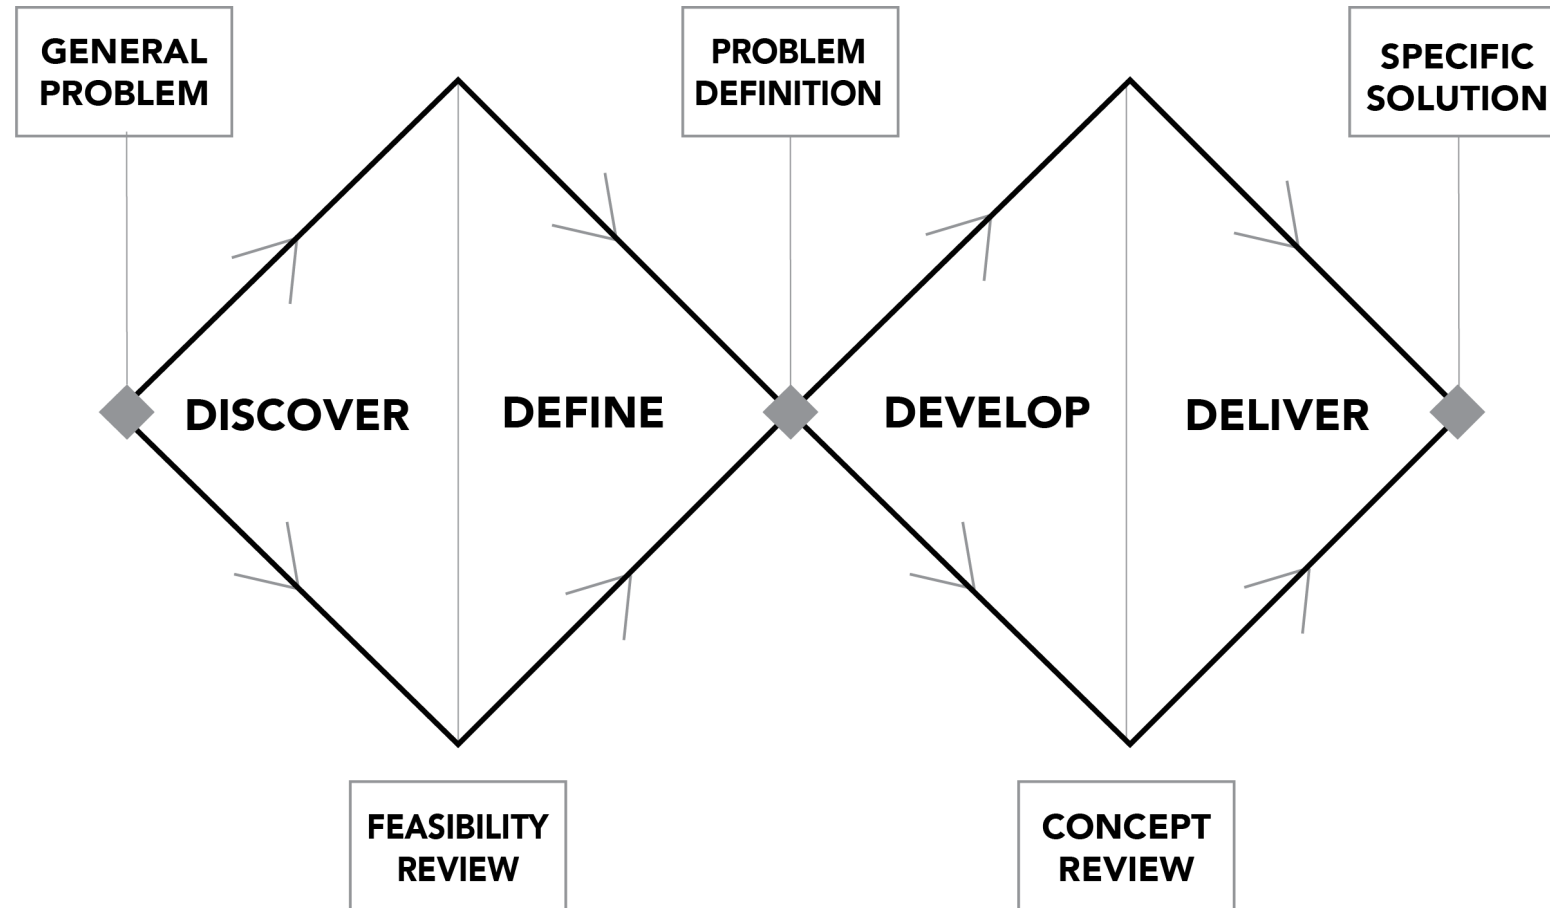 GENERAL
PROBLEM
PROBLEM
DEFINITION
SPECIFIC
SOLUTION
DISCOVER
DEFINE
DEVELOP
DELIVER
FEASIBILITY
REVIEW
CONCEPT
REVIEW